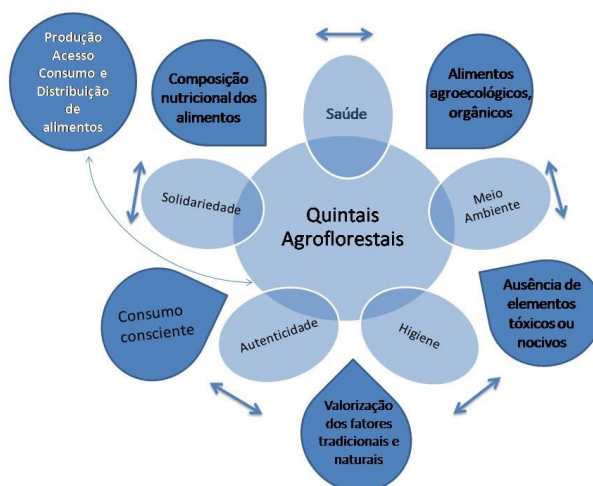 Produção
Acesso
Consumo e
Distribuição
de
alimentos
Composição
nutricional dos
alimentos
Saúde
Alimentos
agroecológicos,
orgânicos
Solidariedade
Quintais
Agroflorestais
Meio
Ambiente
Consumo
consciente
Autenticidade
Higiene
Ausência de
elementos
tóxicos ou
nocivos
Valorização
dos fatores
tradicionais e
naturais